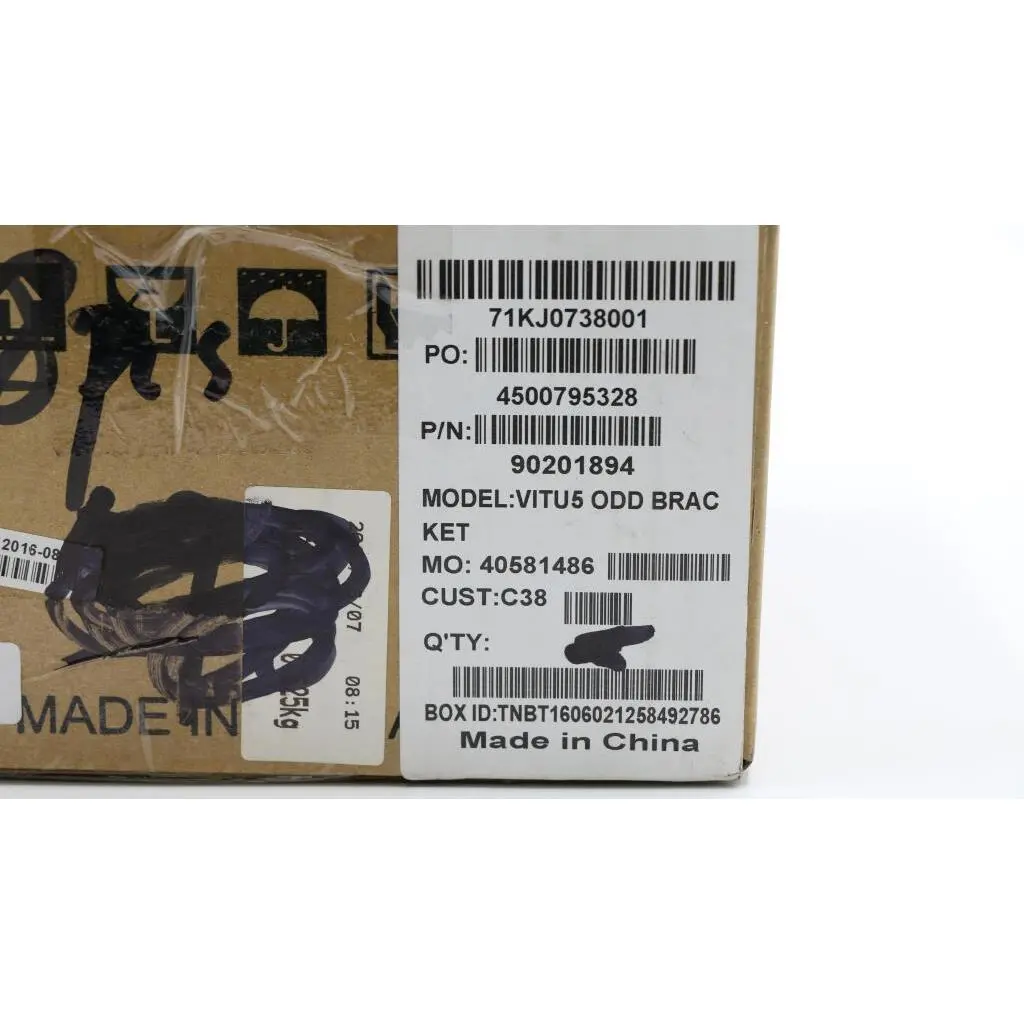 71KJ0738001
PO:
4500795328
P/N:
90201894
MODEL:VITU5 ODD BRAC
KET
MO: 40581486
CUST:C38
Q'TY:
BOX ID:TNBT1606021258492786
Made in China
2016-08
/07 08:15
25kg
MADE IN